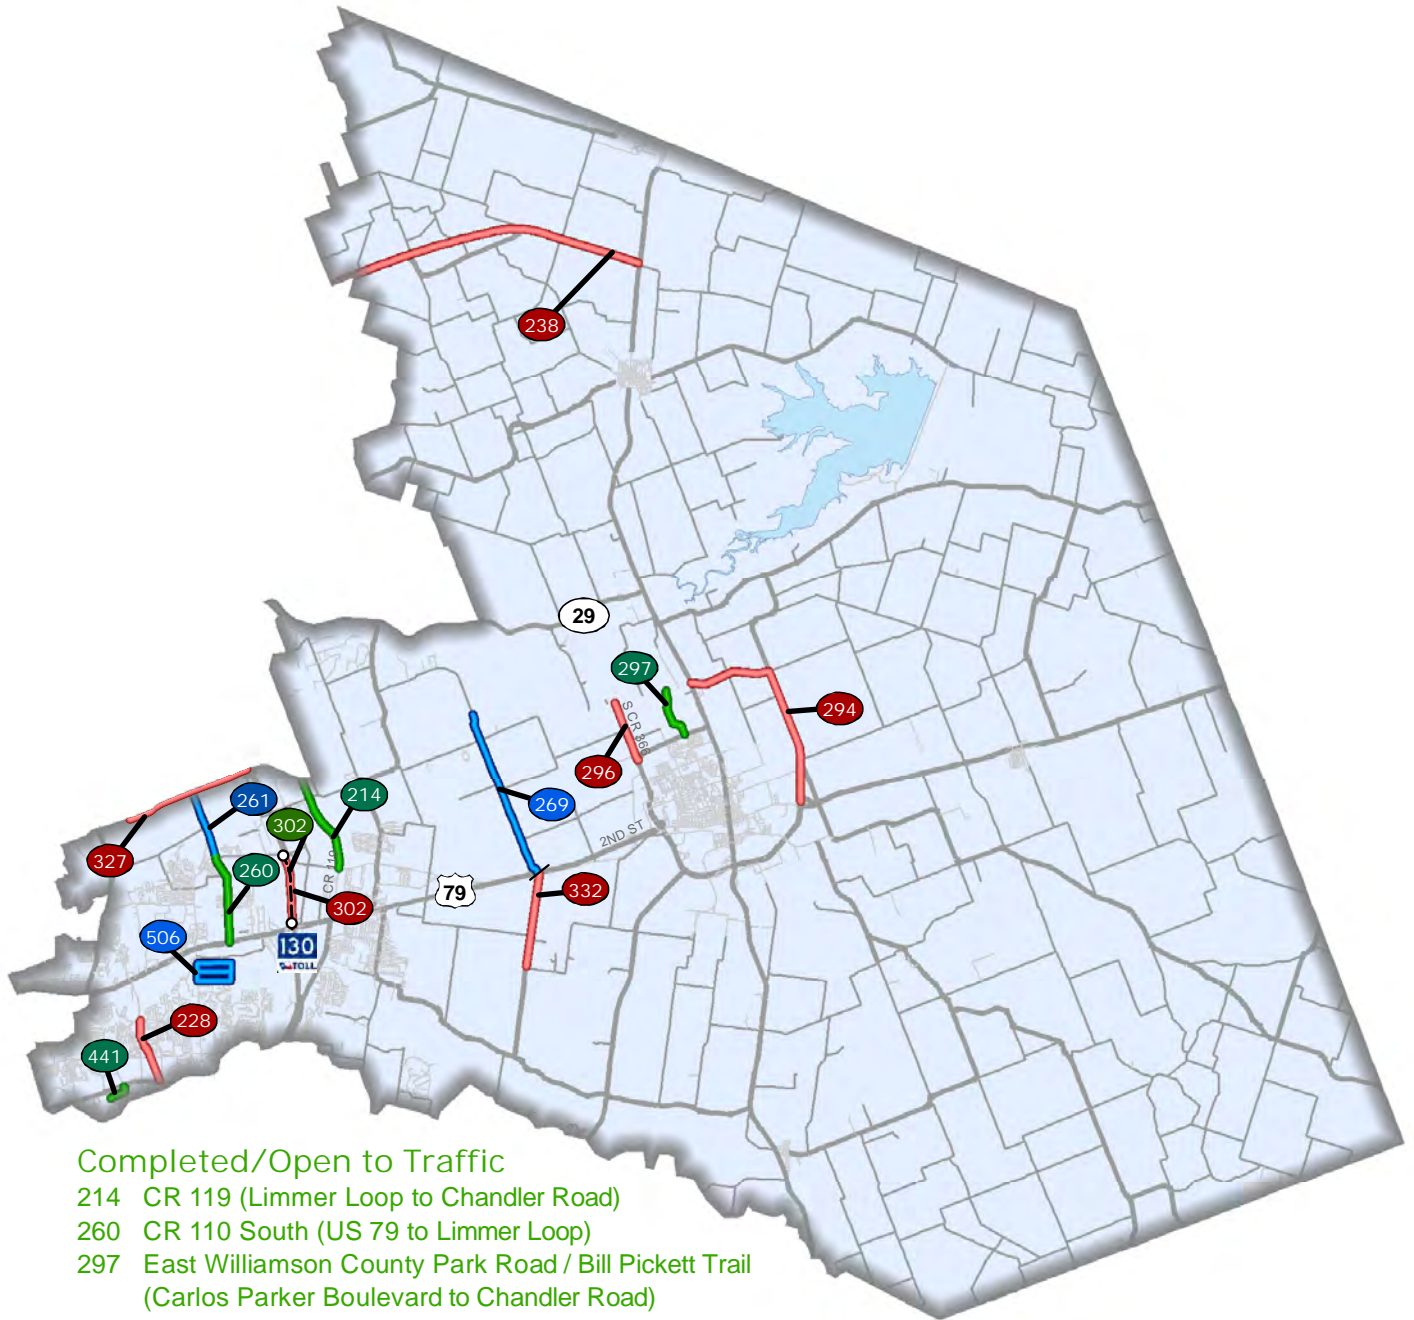 238
29
297
S CR 366
294
296
261
214
302
269
2ND ST
327
CR 119
260
79
332
302
506
130
TOLL
228
441
Completed/Open to Traffic
214 CR 119 (Limmer Loop to Chandler Road)
260 CR 110 South (US 79 to Limmer Loop)
297 East Williamson County Park Road / Bill Pickett Trail
(Carlos Parker Boulevard to Chandler Road)